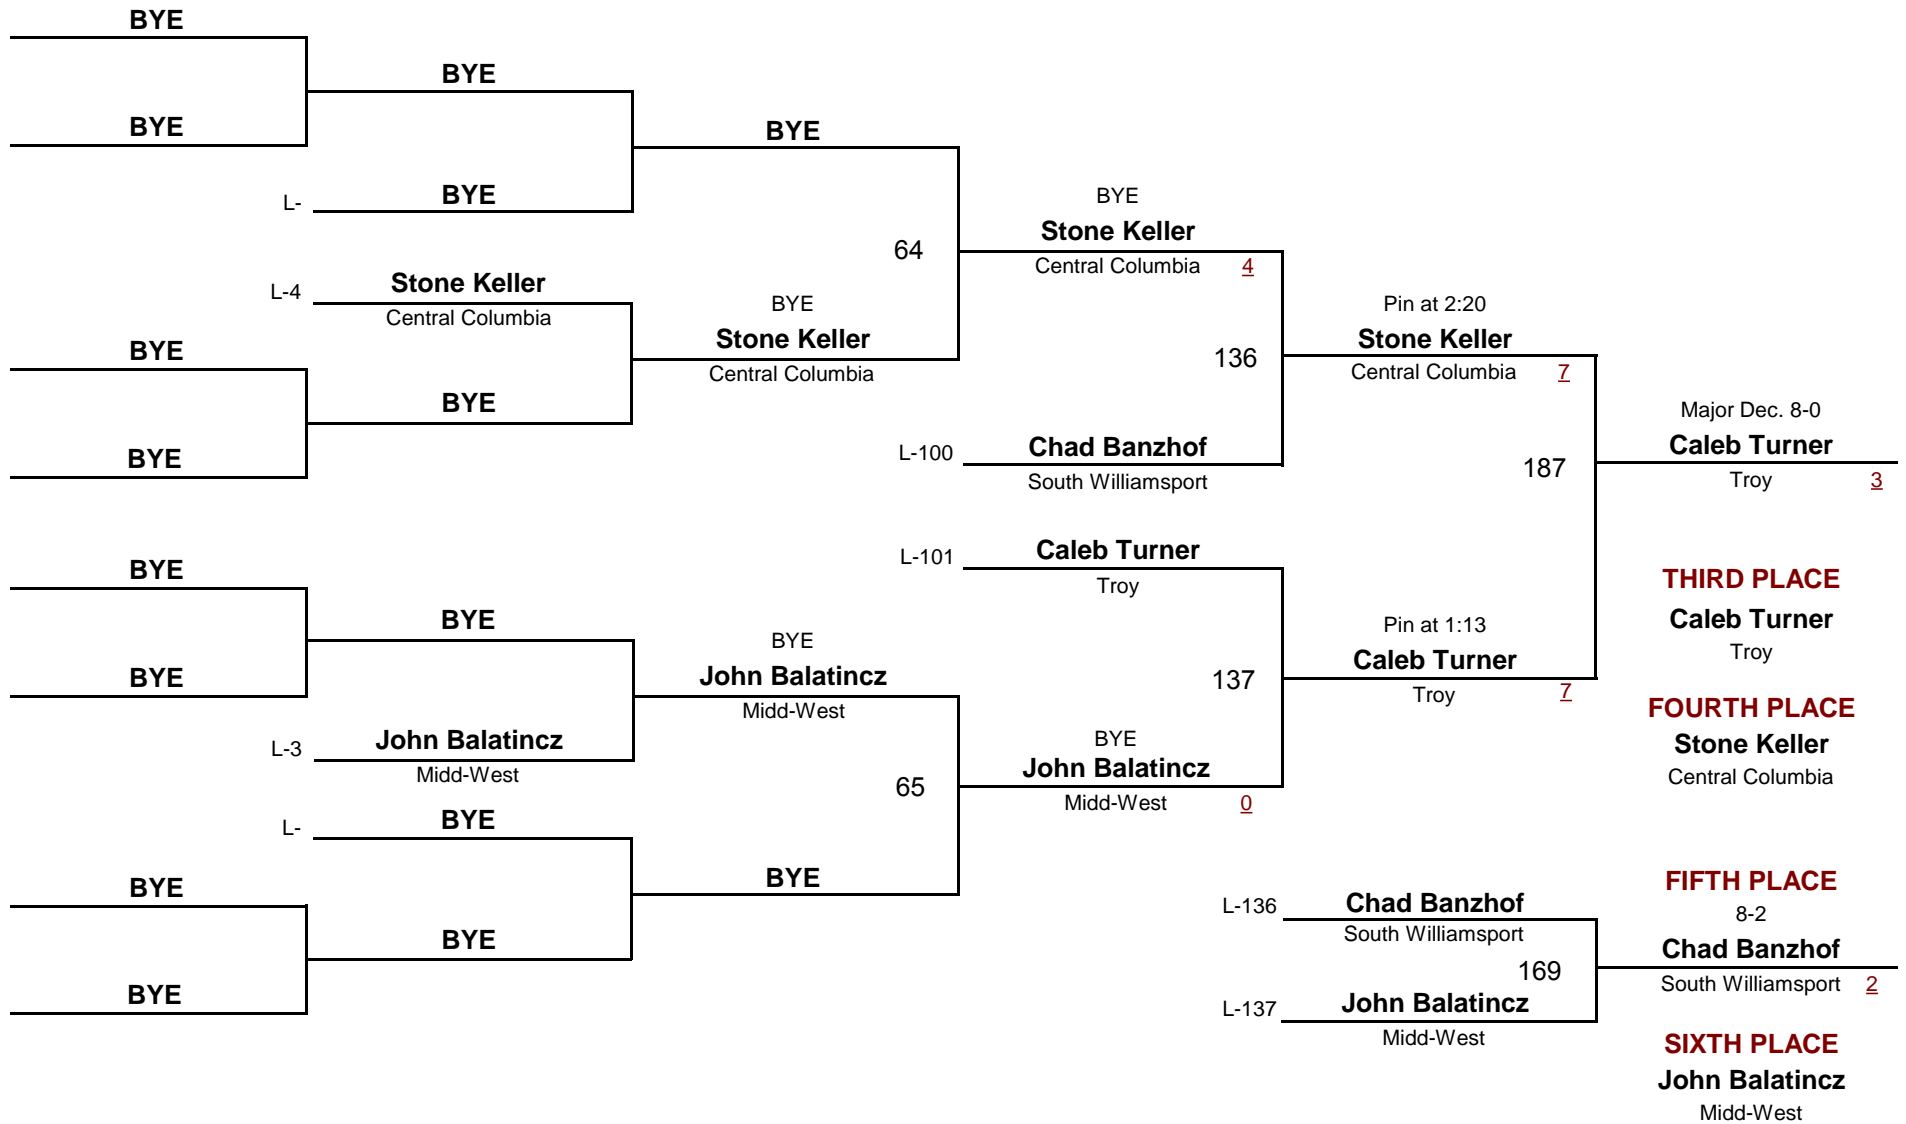 BYE
BYE
BYE
L- BYE
BYE
L-4 Stone Keller
Central Columbia
BYE
Stone Keller
Central Columbia
BYE
BYE
BYE
64
BYE
Stone Keller
Central Columbia 4
136
L-100 Chad Banzhof
South Williamsport
Pin at 2:20
Stone Keller
Central Columbia 7
187
Major Dec. 8-0
Caleb Turner
Troy 3
L-101 Caleb Turner
Troy
BYE
BYE
BYE
BYE
John Balatincz
Midd-West
L-3 John Balatincz
Midd-West
L- BYE
BYE
BYE
BYE
BYE
65
BYE
John Balatincz
Midd-West 0
137
Pin at 1:13
Caleb Turner
Troy 7
THIRD PLACE
Caleb Turner
Troy
FOURTH PLACE
Stone Keller
Central Columbia
L-136 Chad Banzhof
South Williamsport
169
L-137 John Balatincz
Midd-West
FIFTH PLACE
8-2
Chad Banzhof
South Williamsport 2
SIXTH PLACE
John Balatincz
Midd-West